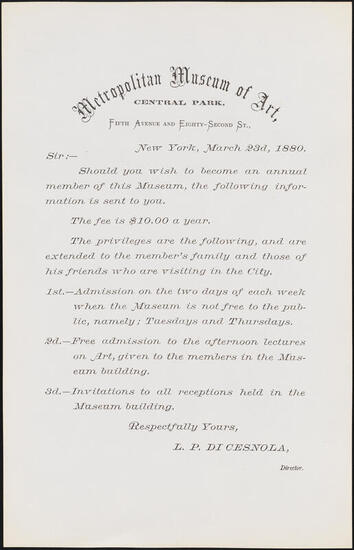 Metropolitan Museum of Art,
CENTRAL PARK,
FIFTH AVENUE AND EIGHTY-SECOND ST.,
New York, March 23d, 1880.
Sir:—
Should you wish to become an annual
member of this Museum, the following infor-
mation is sent to you.
The fee is $10.00 a year.
The privileges are the following, and are
extended to the member's family and those of
his friends who are visiting in the City.
1st.—Admission on the two days of each week
when the Museum is not free to the pub-
lic, namely; Tuesdays and Thursdays.
2d.—Free admission to the afternoon lectures
on Art, given to the members in the Mus-
eum building.
3d.—Invitations to all receptions held in the
Museum building.
Respectfully Yours,
L. P. DI CESNOLA,
Director.